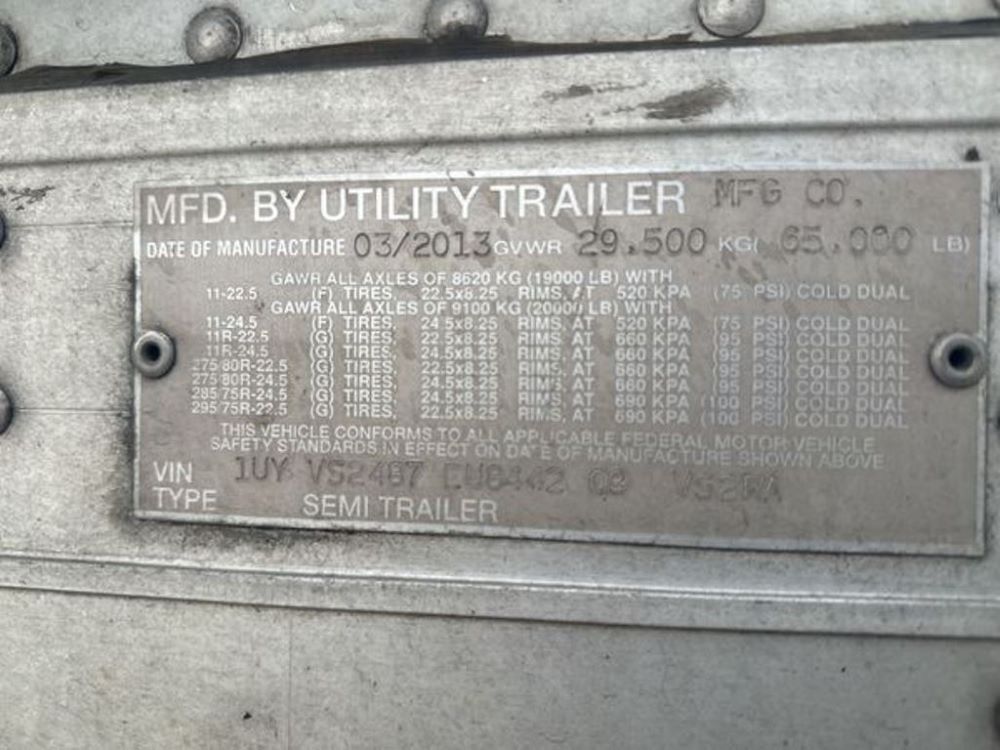 MFD. BY UTILITY TRAILER MFG CO.
DATE OF MANUFACTURE 03/2013 GVWR 29.500 KG( 65.000 LB)
GAWR ALL AXLES OF 8620 KG (19000 LB) WITH
11-22.5 (F) TIRES, 22.5x8.25 RIMS, AT 520 KPA (75 PSI) COLD DUAL
GAWR ALL AXLES OF 9100 KG (20000 LB) WITH
11-24.5 (F) TIRES, 24.5x8.25 RIMS, AT 520 KPA (75 PSI) COLD DUAL
11R-22.5 (G) TIRES, 22.5x8.25 RIMS, AT 660 KPA (95 PSI) COLD DUAL
11R-24.5 (G) TIRES, 24.5x8.25 RIMS, AT 660 KPA (95 PSI) COLD DUAL
275/80R-22.5 (G) TIRES, 22.5x8.25 RIMS, AT 660 KPA (95 PSI) COLD DUAL
275/80R-24.5 (G) TIRES, 24.5x8.25 RIMS, AT 660 KPA (95 PSI) COLD DUAL
285/75R-24.5 (G) TIRES, 24.5x8.25 RIMS, AT 690 KPA (100 PSI) COLD DUAL
295/75R-22.5 (G) TIRES, 22.5x8.25 RIMS, AT 690 KPA (100 PSI) COLD DUAL
THIS VEHICLE CONFORMS TO ALL APPLICABLE FEDERAL MOTOR VEHICLE
SAFETY STANDARDS IN EFFECT ON DATE OF MANUFACTURE SHOWN ABOVE
VIN 1UY
TYPE SEMI TRAILER